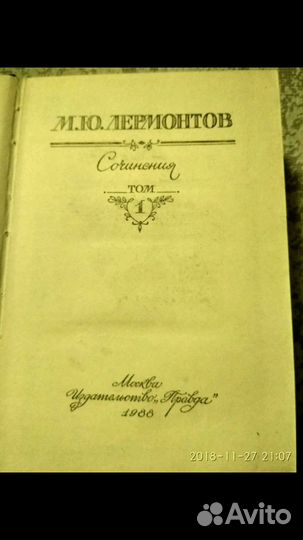 М.Ю. ЛЕРМОНТОВ
Сочинения
ТОМ
1
Москва
Издательство „Правда"
1988
2018-11-27 21:07
Avito